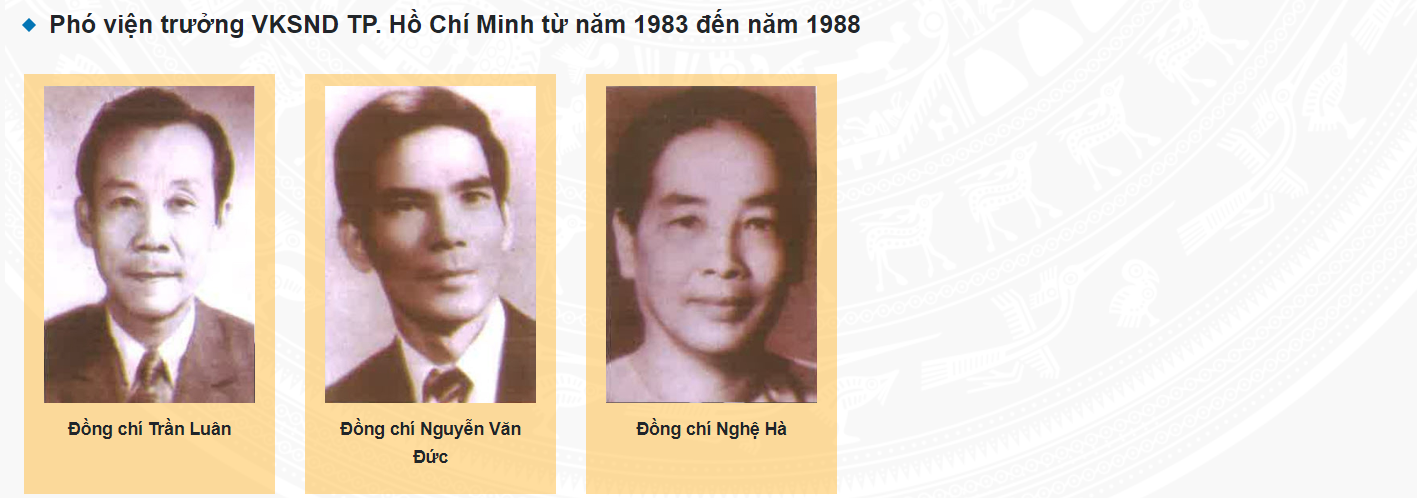 Phó viện trưởng VKSND TP. Hồ Chí Minh từ năm 1983 đến năm 1988
Đồng chí Trần Luân
Đồng chí Nguyễn Văn
Đức
Đồng chí Nghệ Hà